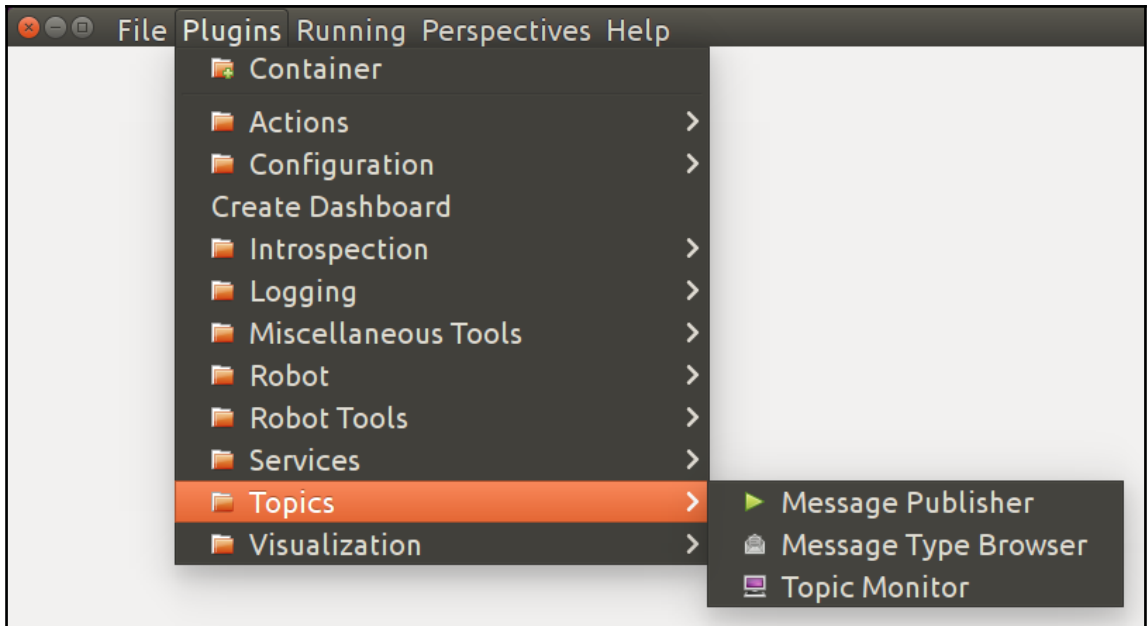 File Plugins Running Perspectives Help
Container
Actions
Configuration
Create Dashboard
Introspection
Logging
Miscellaneous Tools
Robot
Robot Tools
Services
Topics
Visualization
Message Publisher
Message Type Browser
Topic Monitor